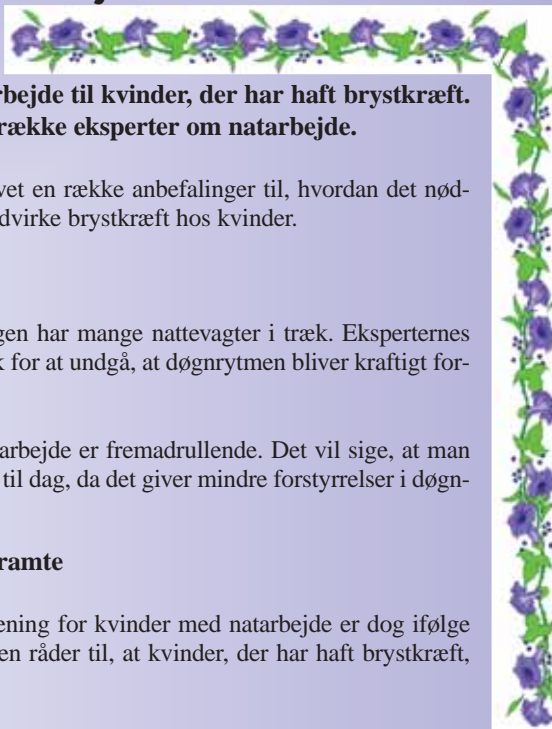 rbejde til kvinder, der har haft brystkræft.
række eksperter om natarbejde.
vet en række anbefalinger til, hvordan det nød-
dvirke brystkræft hos kvinder.
gen har mange nattevagter i træk. Eksperternes
k for at undgå, at døgnrytmen bliver kraftigt for-
arbejde er fremadrullende. Det vil sige, at man
til dag, da det giver mindre forstyrrelser i døgn-
ramte
ening for kvinder med natarbejde er dog ifølge
en råder til, at kvinder, der har haft brystkræft,